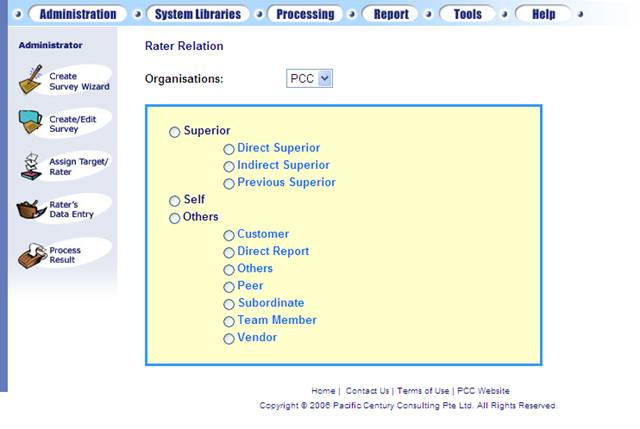 Administration System Libraries Processing Report Tools Help
Administrator
Create
Survey Wizard
Create/Edit
Survey
Assign Target/
Rater
Rater's
Data Entry
Process
Result
Rater Relation
Organisations: PCC
Superior
Direct Superior
Indirect Superior
Previous Superior
Self
Others
Customer
Direct Report
Others
Peer
Subordinate
Team Member
Vendor
Home | Contact Us | Terms of Use | PCC Website
Copyright © 2006 Pacific Century Consulting Pte Ltd. All Rights Reserved.